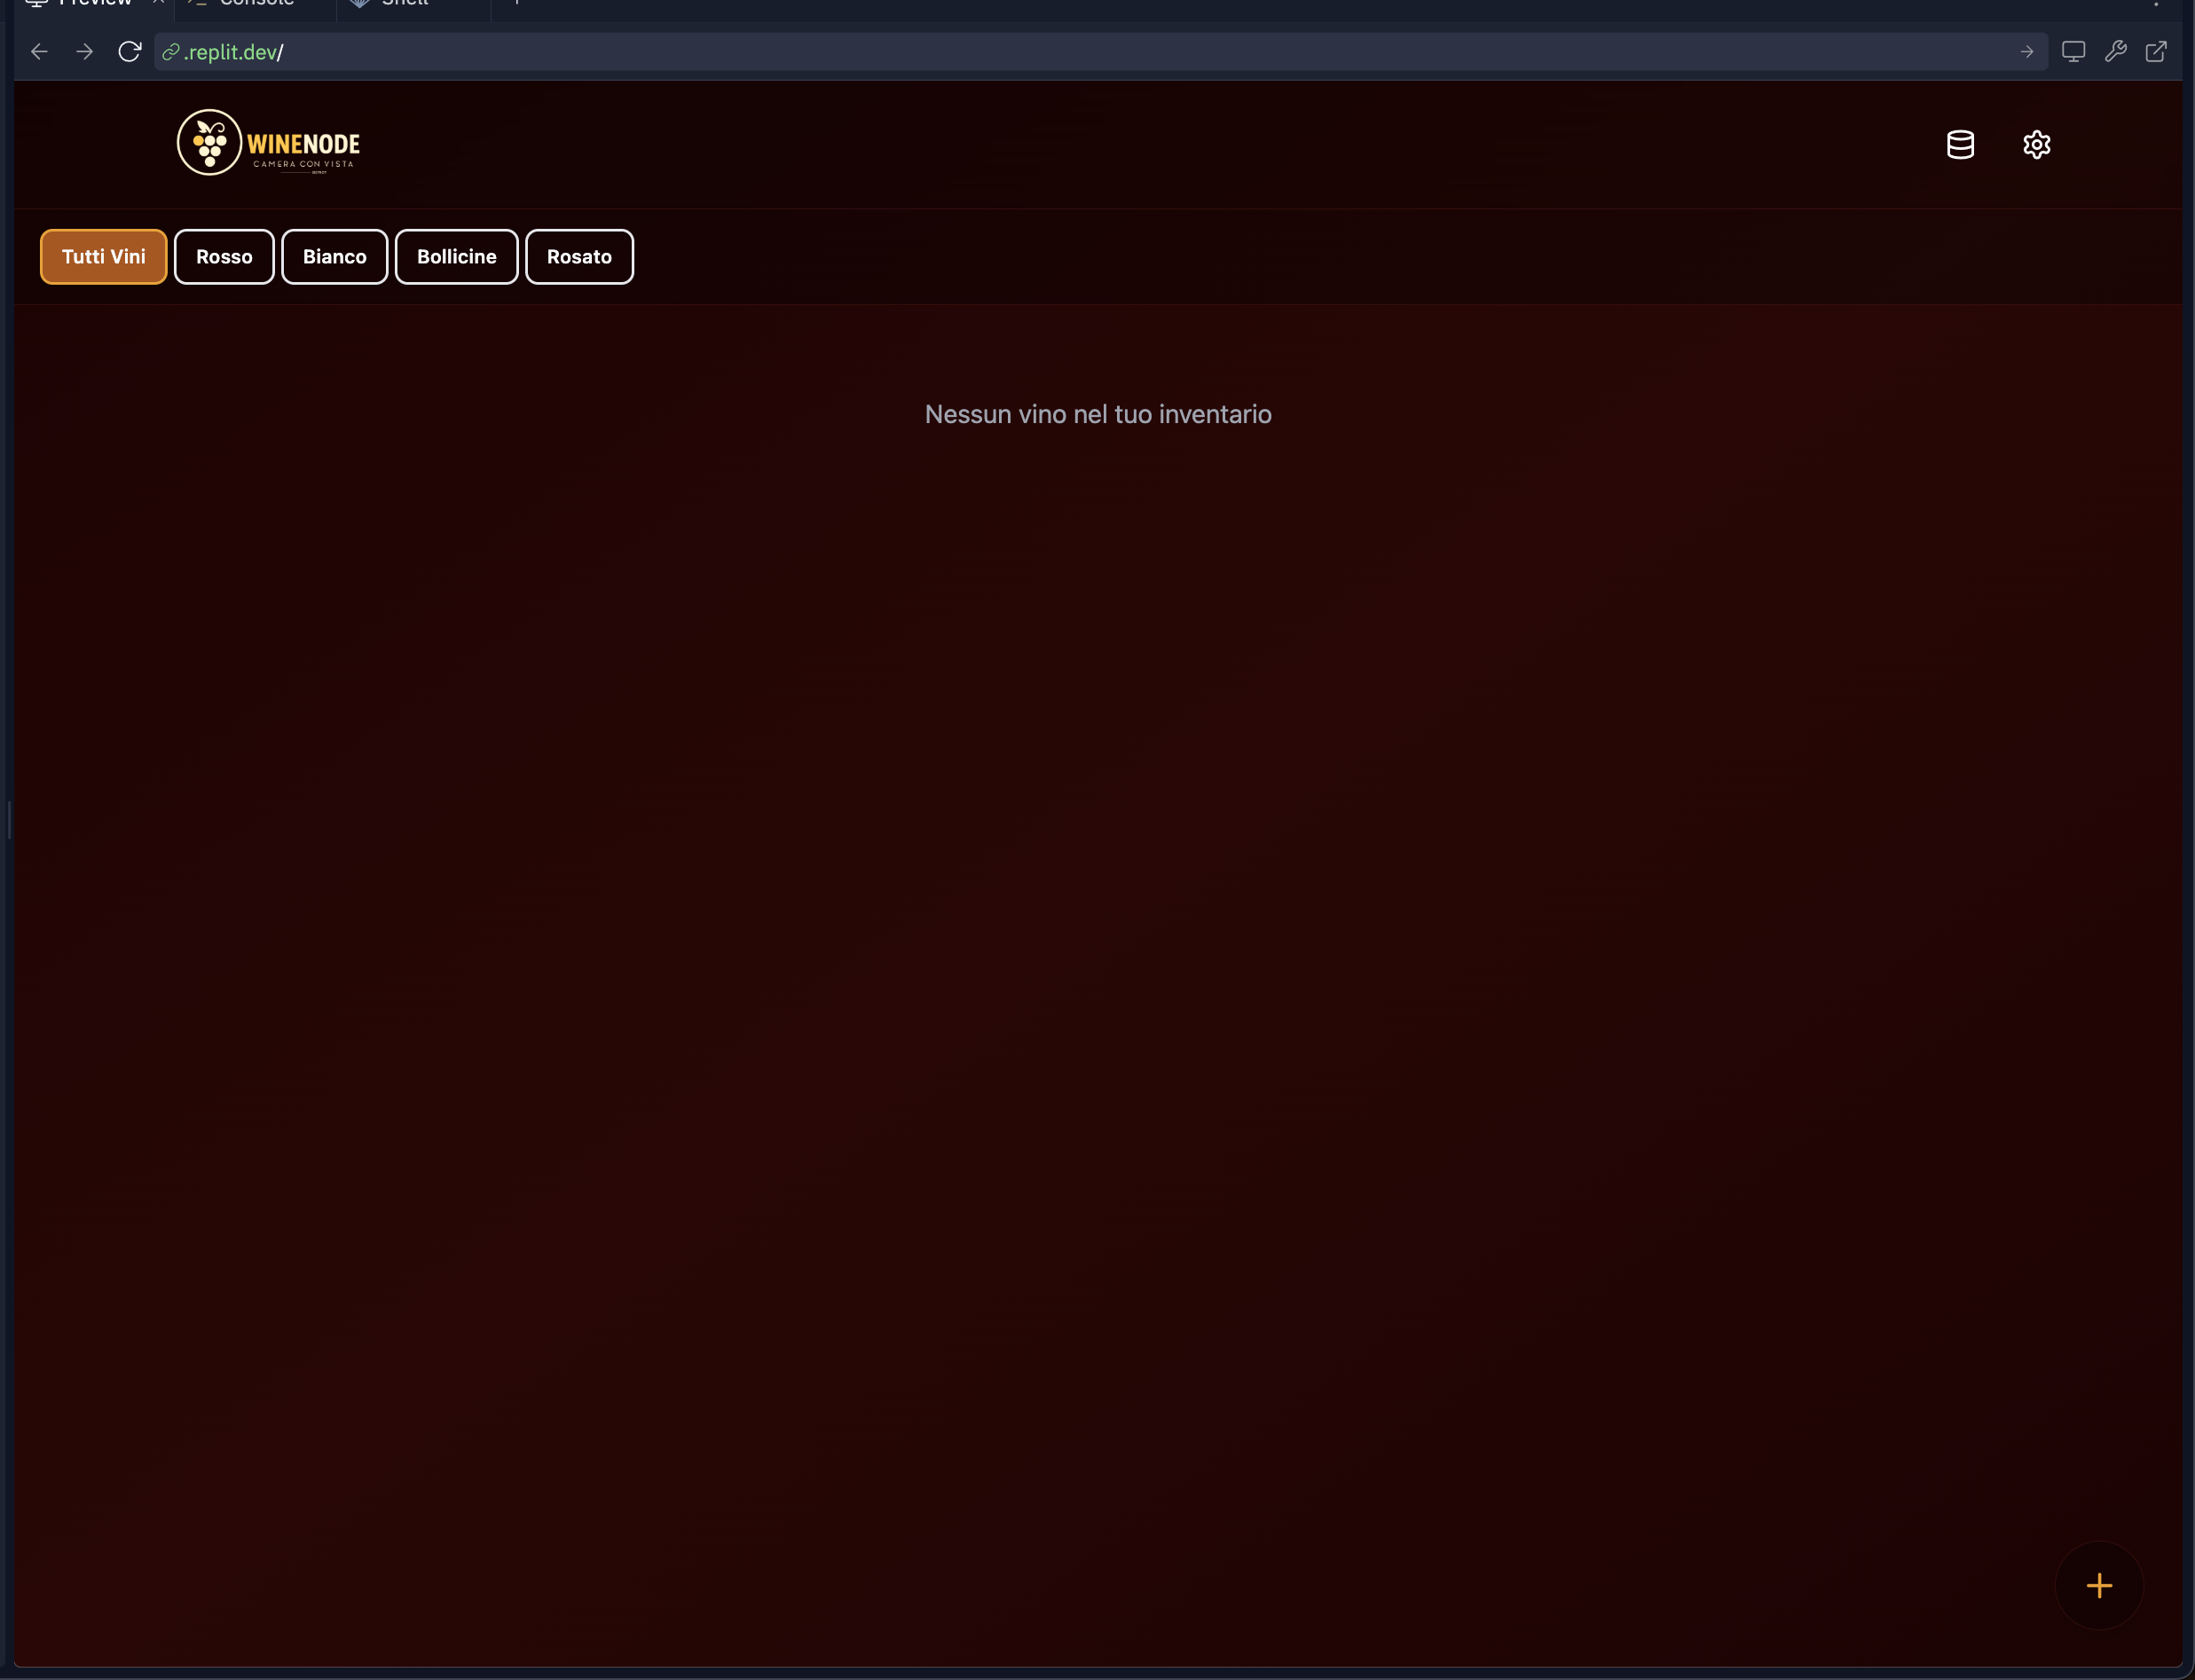 Preview Console Shell
.replit.dev/
WINENODE
CAMERA CON VISTA
BISTROT
Tutti Vini Rosso Bianco Bollicine Rosato
Nessun vino nel tuo inventario